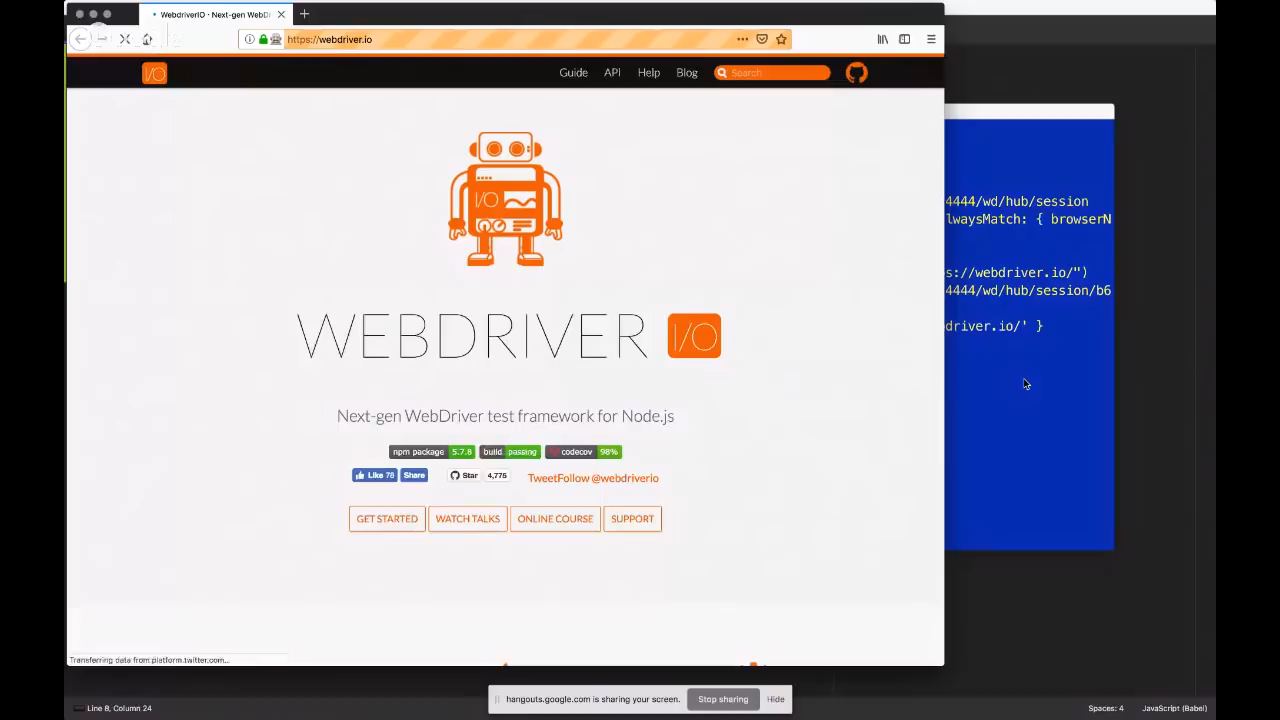 WebdriverIO · Next-gen WebDr
https://webdriver.io
I/O
Guide
API
Help
Blog
Search
I/O
WEBDRIVER I/O
Next-gen WebDriver test framework for Node.js
npm package 5.7.8
build passing
codecov 98%
Like 78
Share
Star 4,775
TweetFollow @webdriverio
GET STARTED
WATCH TALKS
ONLINE COURSE
SUPPORT
Transferring data from platform.twitter.com...
4444/wd/hub/session
lwaysMatch: { browserN
s://webdriver.io/")
4444/wd/hub/session/b6
driver.io/' }
hangouts.google.com is sharing your screen.
Stop sharing
Hide
Line 8, Column 24
Spaces: 4
JavaScript (Babel)